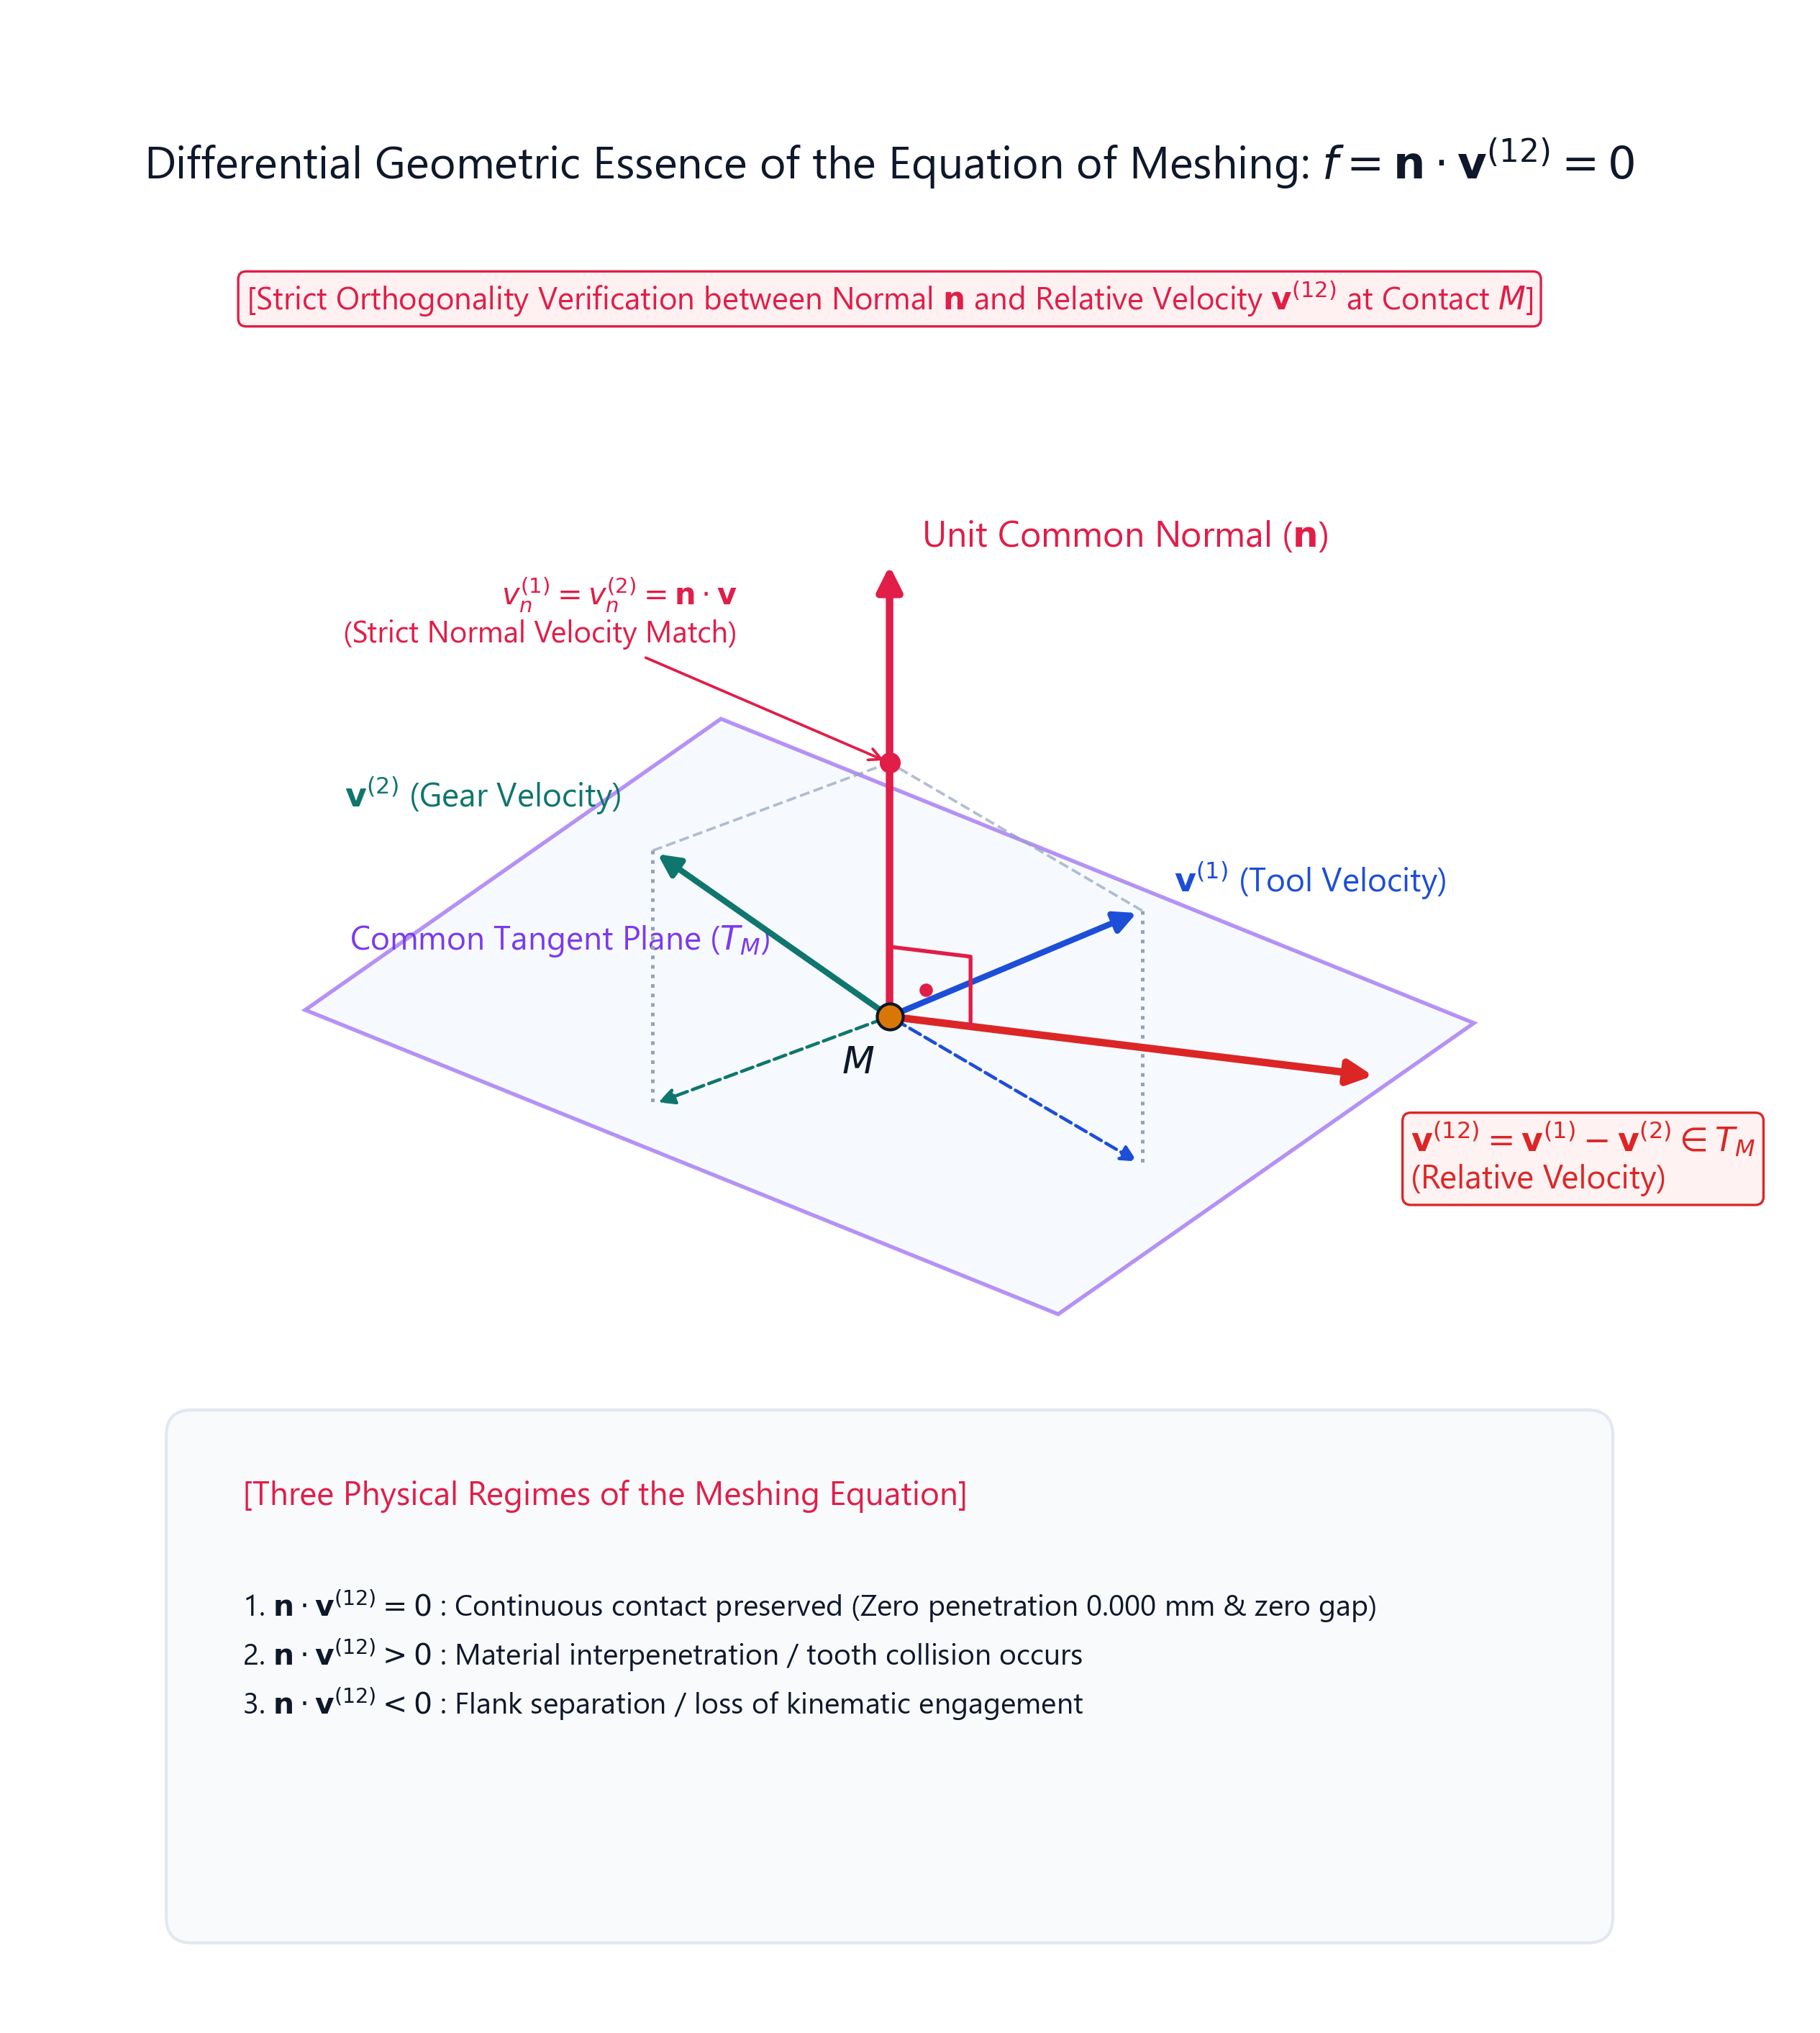 Differential Geometric Essence of the Equation of Meshing: f = n · v^(12) = 0
[Strict Orthogonality Verification between Normal n and Relative Velocity v^(12) at Contact M]
Unit Common Normal (n)
v_n^(1) = v_n^(2) = n · v
(Strict Normal Velocity Match)
v^(2) (Gear Velocity)
v^(1) (Tool Velocity)
Common Tangent Plane (T_M)
M
v^(12) = v^(1) − v^(2) ∈ T_M
(Relative Velocity)
[Three Physical Regimes of the Meshing Equation]
1. n · v^(12) = 0 : Continuous contact preserved (Zero penetration 0.000 mm & zero gap)
2. n · v^(12) > 0 : Material interpenetration / tooth collision occurs
3. n · v^(12) < 0 : Flank separation / loss of kinematic engagement